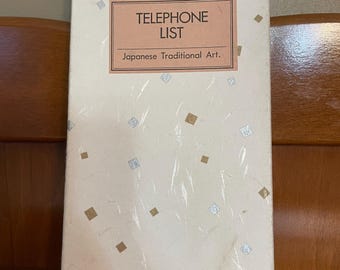 TELEPHONE
LIST
Japanese Traditional Art.